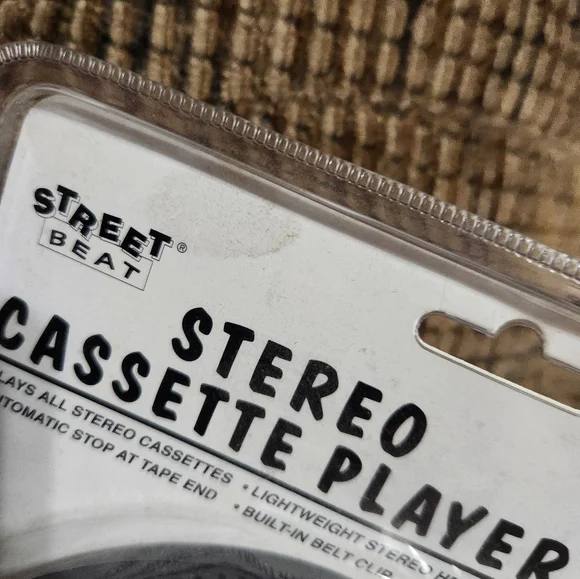 STREET
BEAT ®
STEREO
CASSETTE PLAYER
LAYS ALL STEREO CASSETTES • LIGHTWEIGHT STEREO H
UTOMATIC STOP AT TAPE END • BUILT-IN BELT CLIP